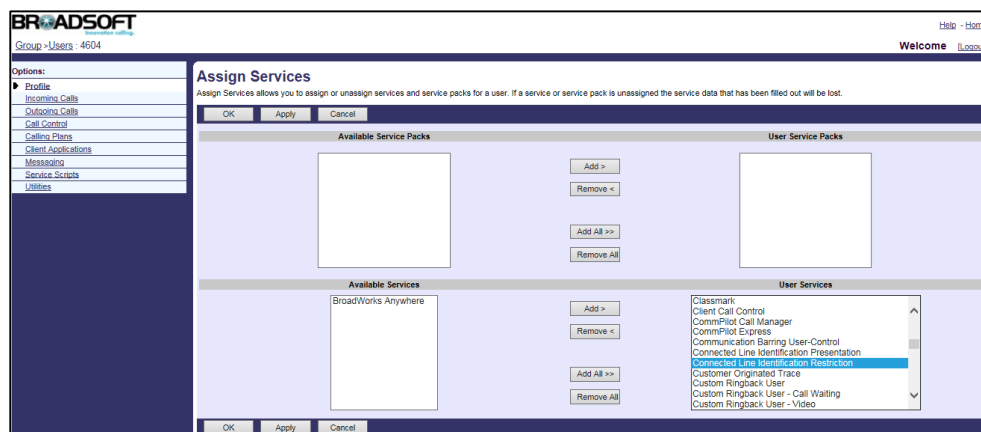 BROADSOFT
innovation calling.
Help - Hom
Group >Users : 4604
Welcome [Logou
Options:
Profile
Incoming Calls
Outgoing Calls
Call Control
Calling Plans
Client Applications
Messaging
Service Scripts
Utilities
Assign Services
Assign Services allows you to assign or unassign services and service packs for a user. If a service or service pack is unassigned the service data that has been filled out will be lost.
OK Apply Cancel
Available Service Packs User Service Packs
Add >
Remove <
Add All >>
Remove All
Available Services User Services
BroadWorks Anywhere
Add >
Remove <
Add All >>
Remove All
Classmark
Client Call Control
CommPilot Call Manager
CommPilot Express
Communication Barring User-Control
Connected Line Identification Presentation
Connected Line Identification Restriction
Customer Originated Trace
Custom Ringback User
Custom Ringback User - Call Waiting
Custom Ringback User - Video
OK Apply Cancel